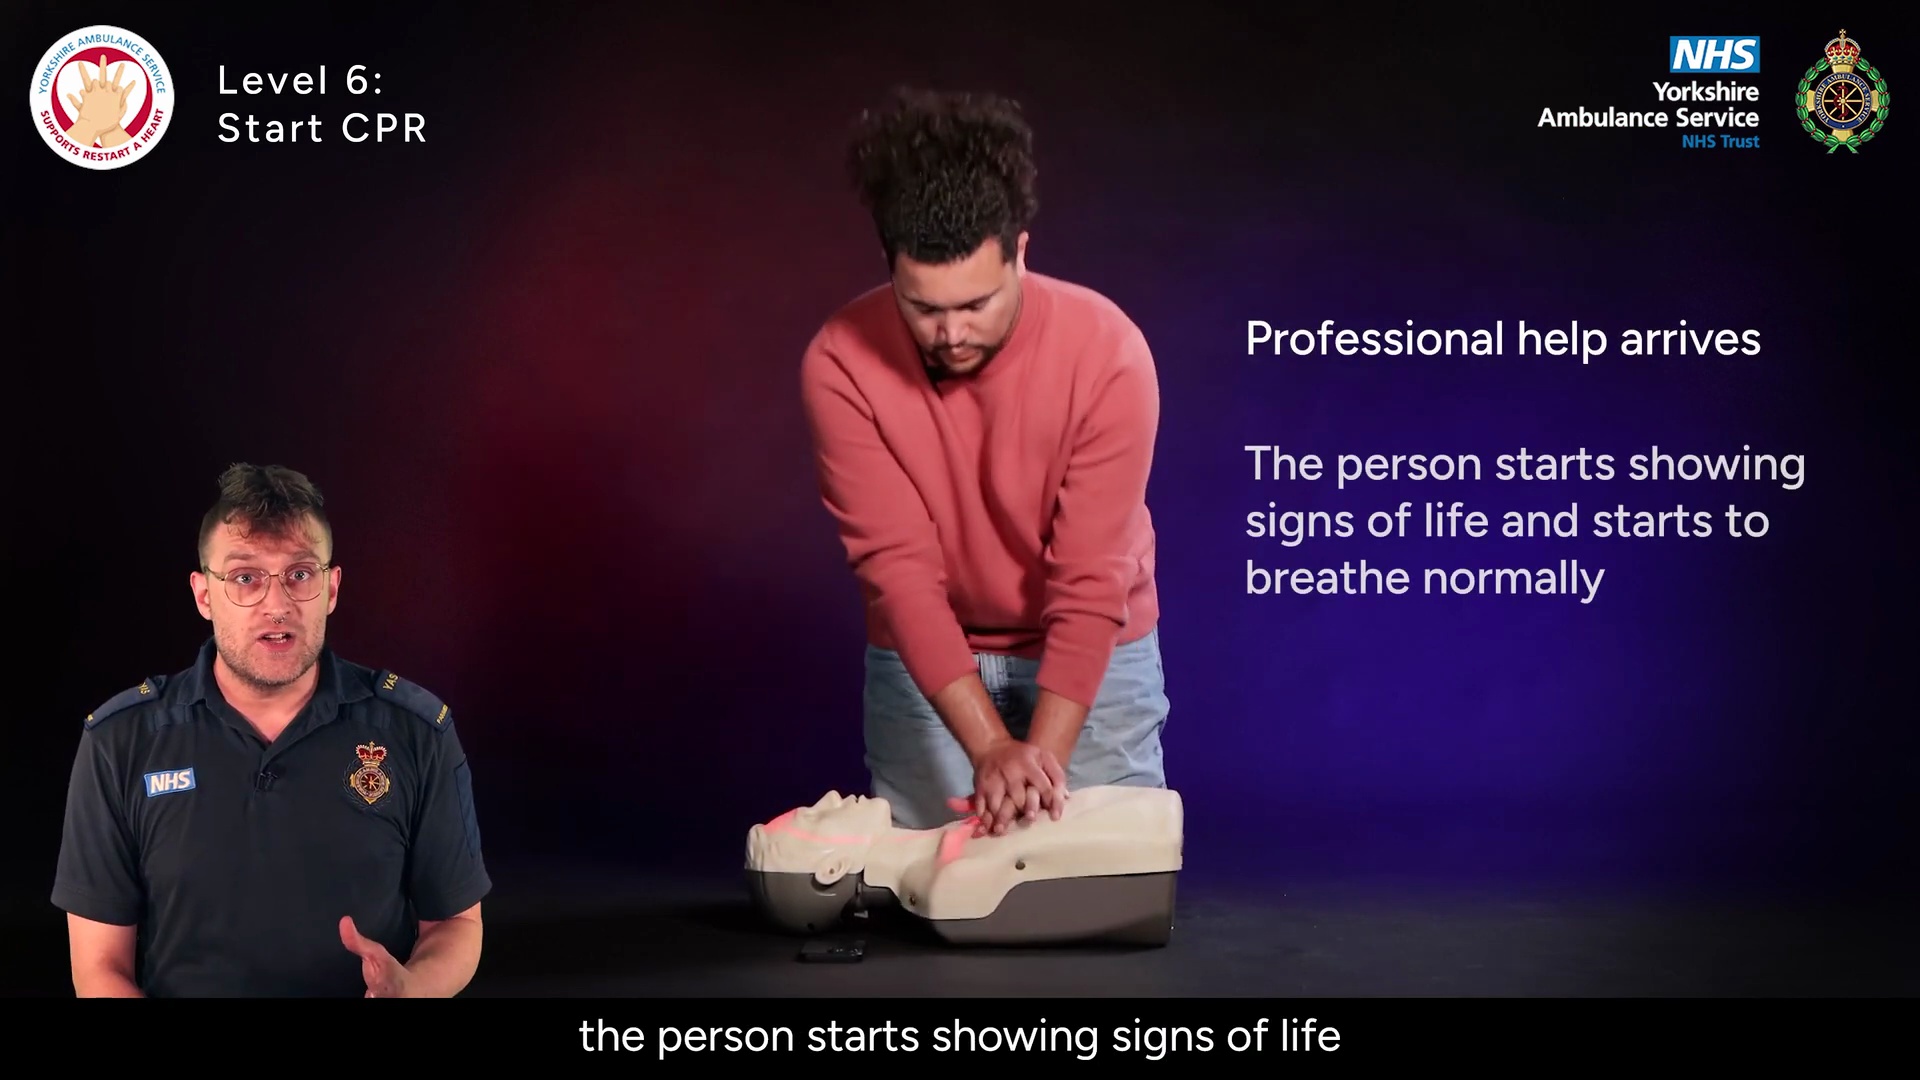 YORKSHIRE AMBULANCE SERVICE
SUPPORTS RESTART A HEART
Level 6:
Start CPR
NHS
Yorkshire
Ambulance Service
NHS Trust
Professional help arrives
The person starts showing
signs of life and starts to
breathe normally
YAS
NHS
the person starts showing signs of life